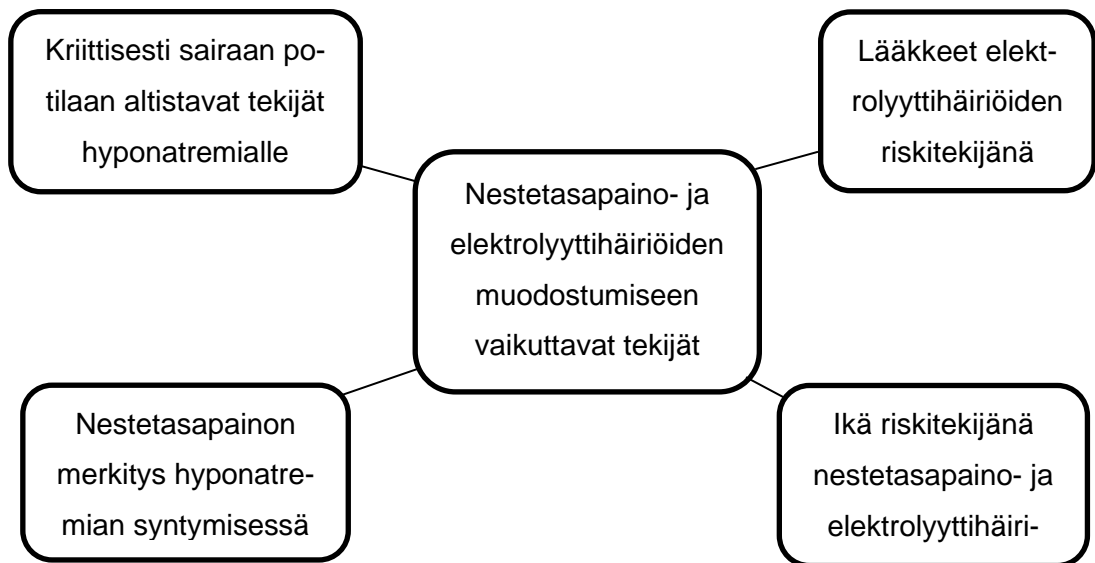 Kriittisesti sairaan po-
tilaan altistavat tekijät
hyponatremialle
Lääkkeet elekt-
rolyyttihäiriöiden
riskitekijänä
Nestetasapaino- ja
elektrolyyttihäiriöiden
muodostumiseen
vaikuttavat tekijät
Nestetasapainon
merkitys hyponatre-
mian syntymisessä
Ikä riskitekijänä
nestetasapaino- ja
elektrolyyttihäiri-